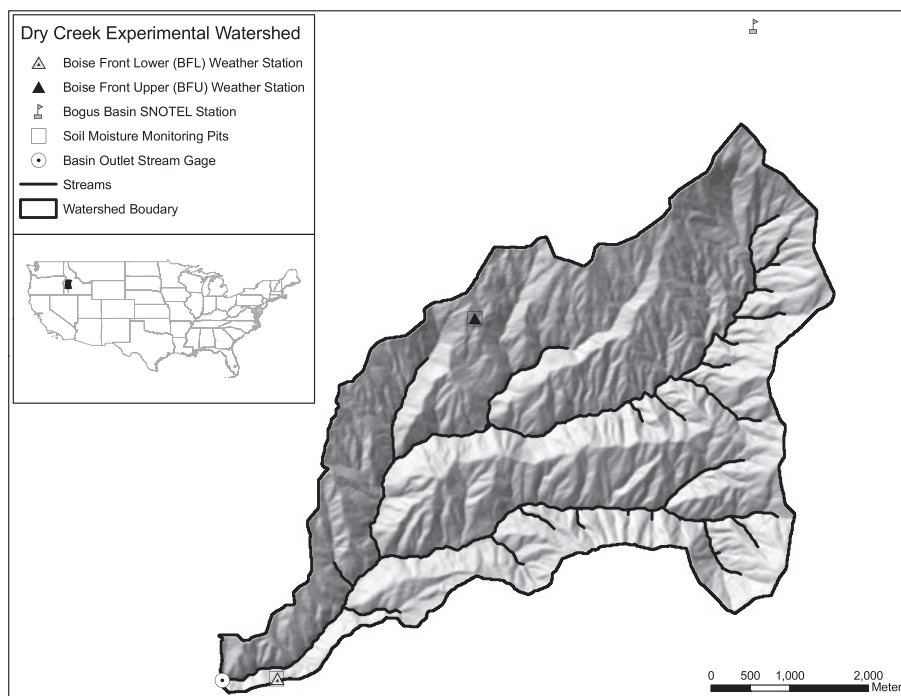 Dry Creek Experimental Watershed
Boise Front Lower (BFL) Weather Station
Boise Front Upper (BFU) Weather Station
Bogus Basin SNOTEL Station
Soil Moisture Monitoring Pits
Basin Outlet Stream Gage
Streams
Watershed Boudary
0 500 1,000 2,000
Meter